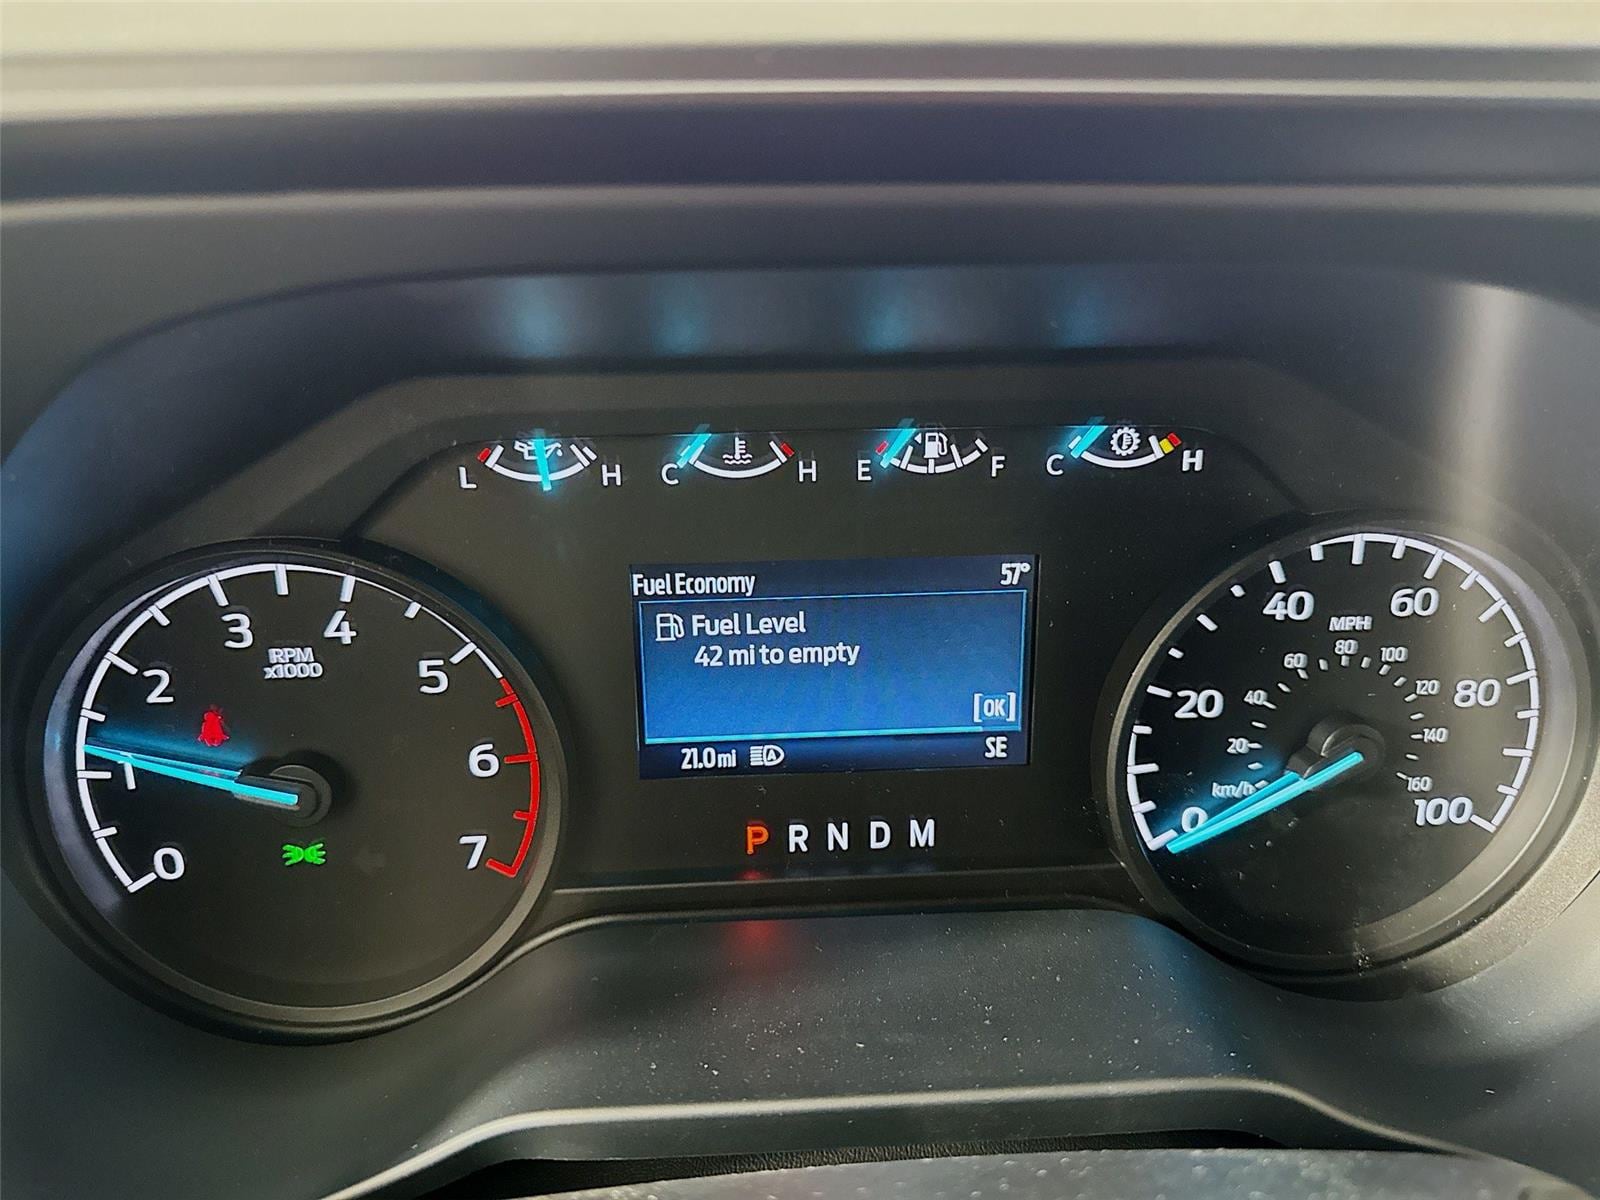 L H C H E F C H
Fuel Economy 57°
Fuel Level
42 mi to empty
[OK]
21.0 mi A SE
P R N D M
0 1 2 3 4 5 6 7
RPM
x1000
0 20 40 60 80 100
MPH
20 40 60 80 100 120 140 160
km/h